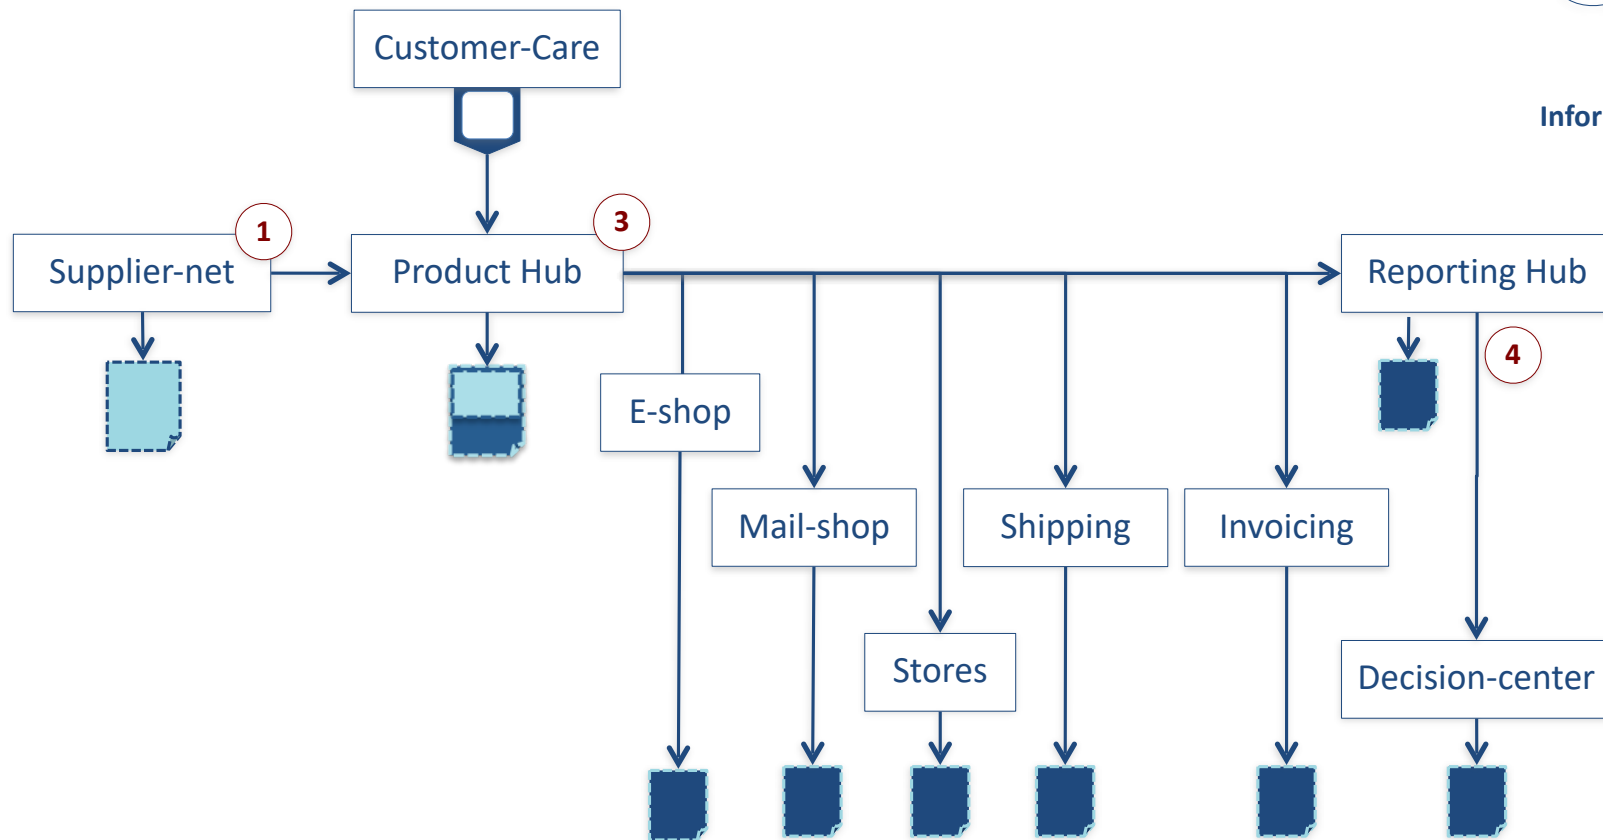 Customer-Care
Infor
1
3
Supplier-net
Product Hub
Reporting Hub
4
E-shop
Mail-shop
Shipping
Invoicing
Stores
Decision-center